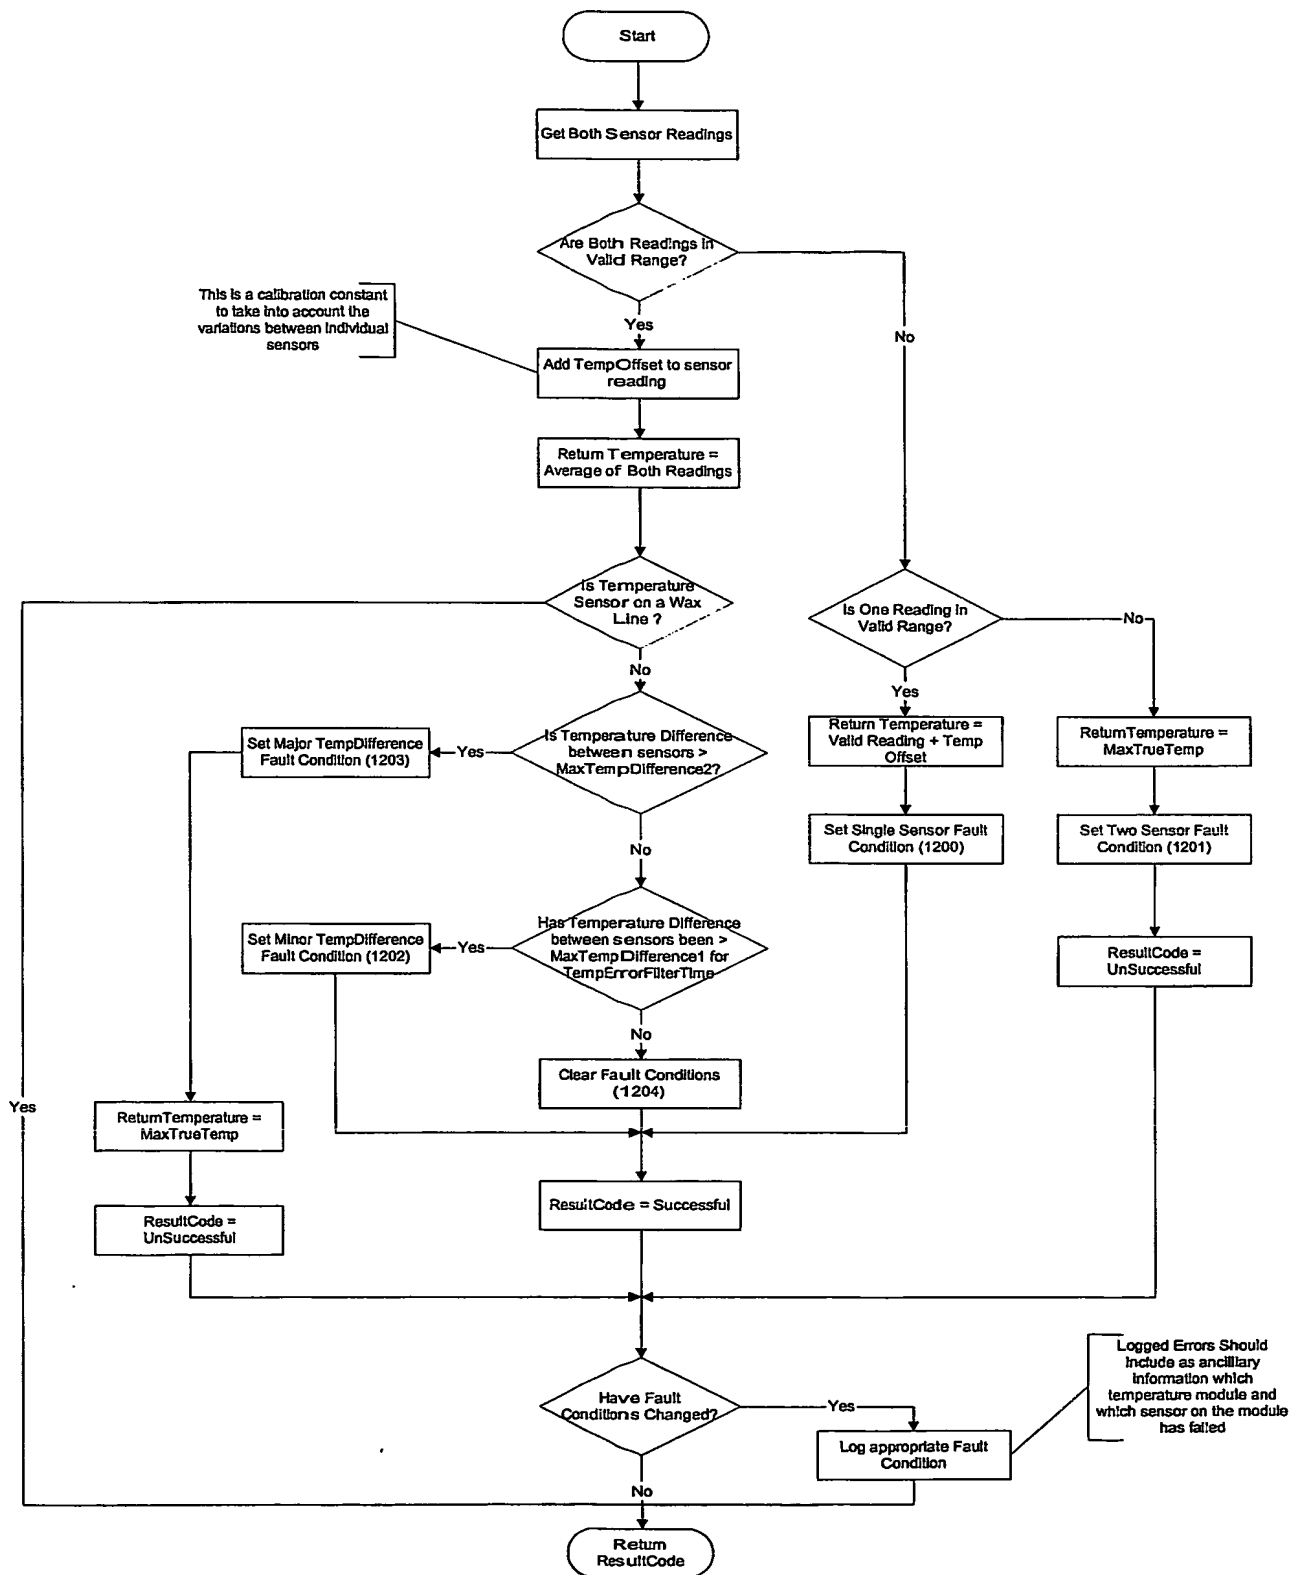 Start
Get Both Sensor Readings
Are Both Readings in
Valid Range?
This is a calibration constant
to take into account the
variations between individual
sensors
Yes
No
Add TempOffset to sensor
reading
Return Temperature =
Average of Both Readings
Is Temperature
Sensor on a Wax
Line ?
Is One Reading in
Valid Range?
No
No
Yes
Set Major TempDifference
Fault Condition (1203)
Yes
Is Temperature Difference
between sensors >
MaxTempDifference2?
Return Temperature =
Valid Reading + Temp
Offset
ReturnTemperature =
MaxTrueTemp
Set Single Sensor Fault
Condition (1200)
Set Two Sensor Fault
Condition (1201)
No
Set Minor TempDifference
Fault Condition (1202)
Yes
Has Temperature Difference
between sensors been >
MaxTempDifference1 for
TempErrorFilterTime
ResultCode =
UnSuccessful
No
Clear Fault Conditions
(1204)
Yes
ReturnTemperature =
MaxTrueTemp
ResultCode = Successful
ResultCode =
UnSuccessful
Have Fault
Conditions Changed?
Yes
Logged Errors Should
Include as ancilliary
information which
temperature module and
which sensor on the module
has failed
Log appropriate Fault
Condition
No
Return
ResultCode